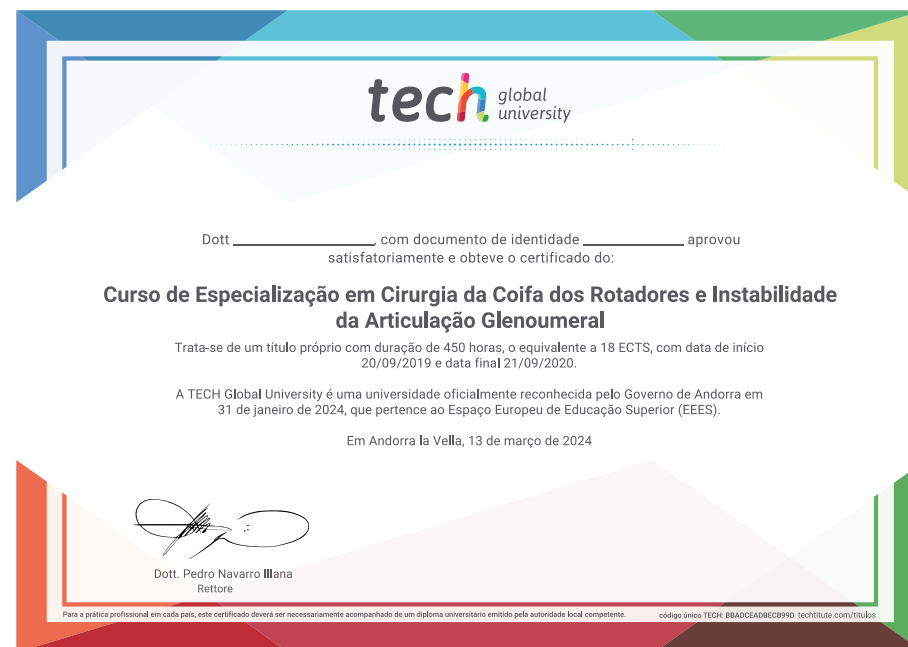 tech global university
Dott ________________, com documento de identidade ____________ aprovou
satisfatoriamente e obteve o certificado do:
Curso de Especialização em Cirurgia da Coifa dos Rotadores e Instabilidade
da Articulação Glenoumeral
Trata-se de um título próprio com duração de 450 horas, o equivalente a 18 ECTS, com data de início
20/09/2019 e data final 21/09/2020.
A TECH Global University é uma universidade oficialmente reconhecida pelo Governo de Andorra em
31 de janeiro de 2024, que pertence ao Espaço Europeu de Educação Superior (EEES).
Em Andorra la Vella, 13 de março de 2024
Dott. Pedro Navarro Illana
Rettore
Para a prática profissional em cada país, este certificado deverá ser necessariamente acompanhado de um diploma universitário emitido pela autoridade local competente.
código único TECH: BBADCEADBECB99D techtitute.com/titulos